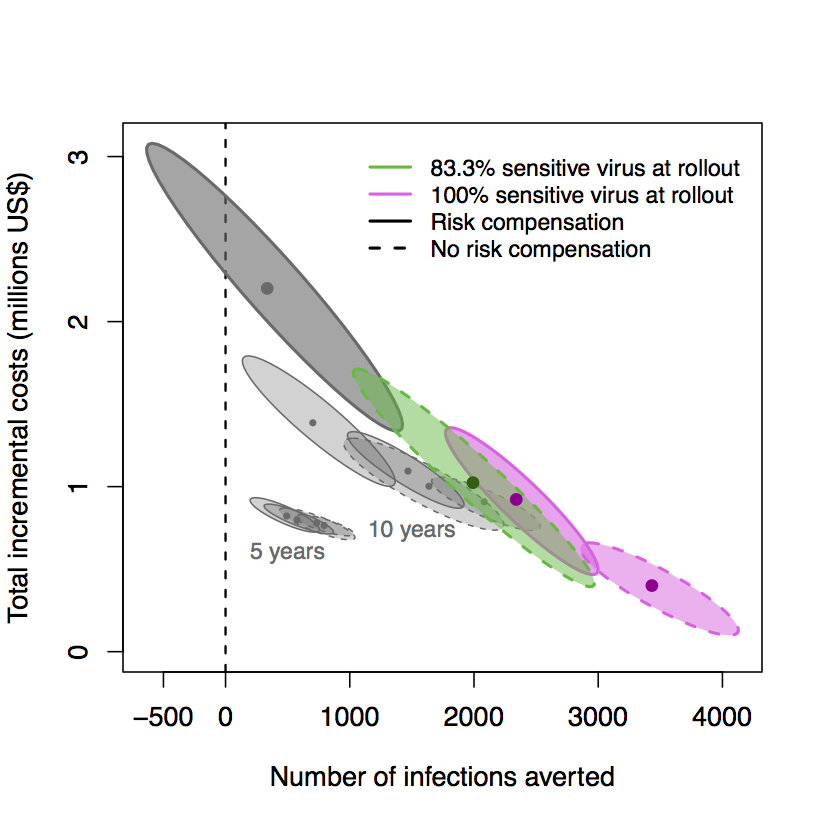 83.3% sensitive virus at rollout
100% sensitive virus at rollout
Risk compensation
No risk compensation
Total incremental costs (millions US$)
3
2
1
0
10 years
5 years
−500 0 1000 2000 3000 4000
Number of infections averted